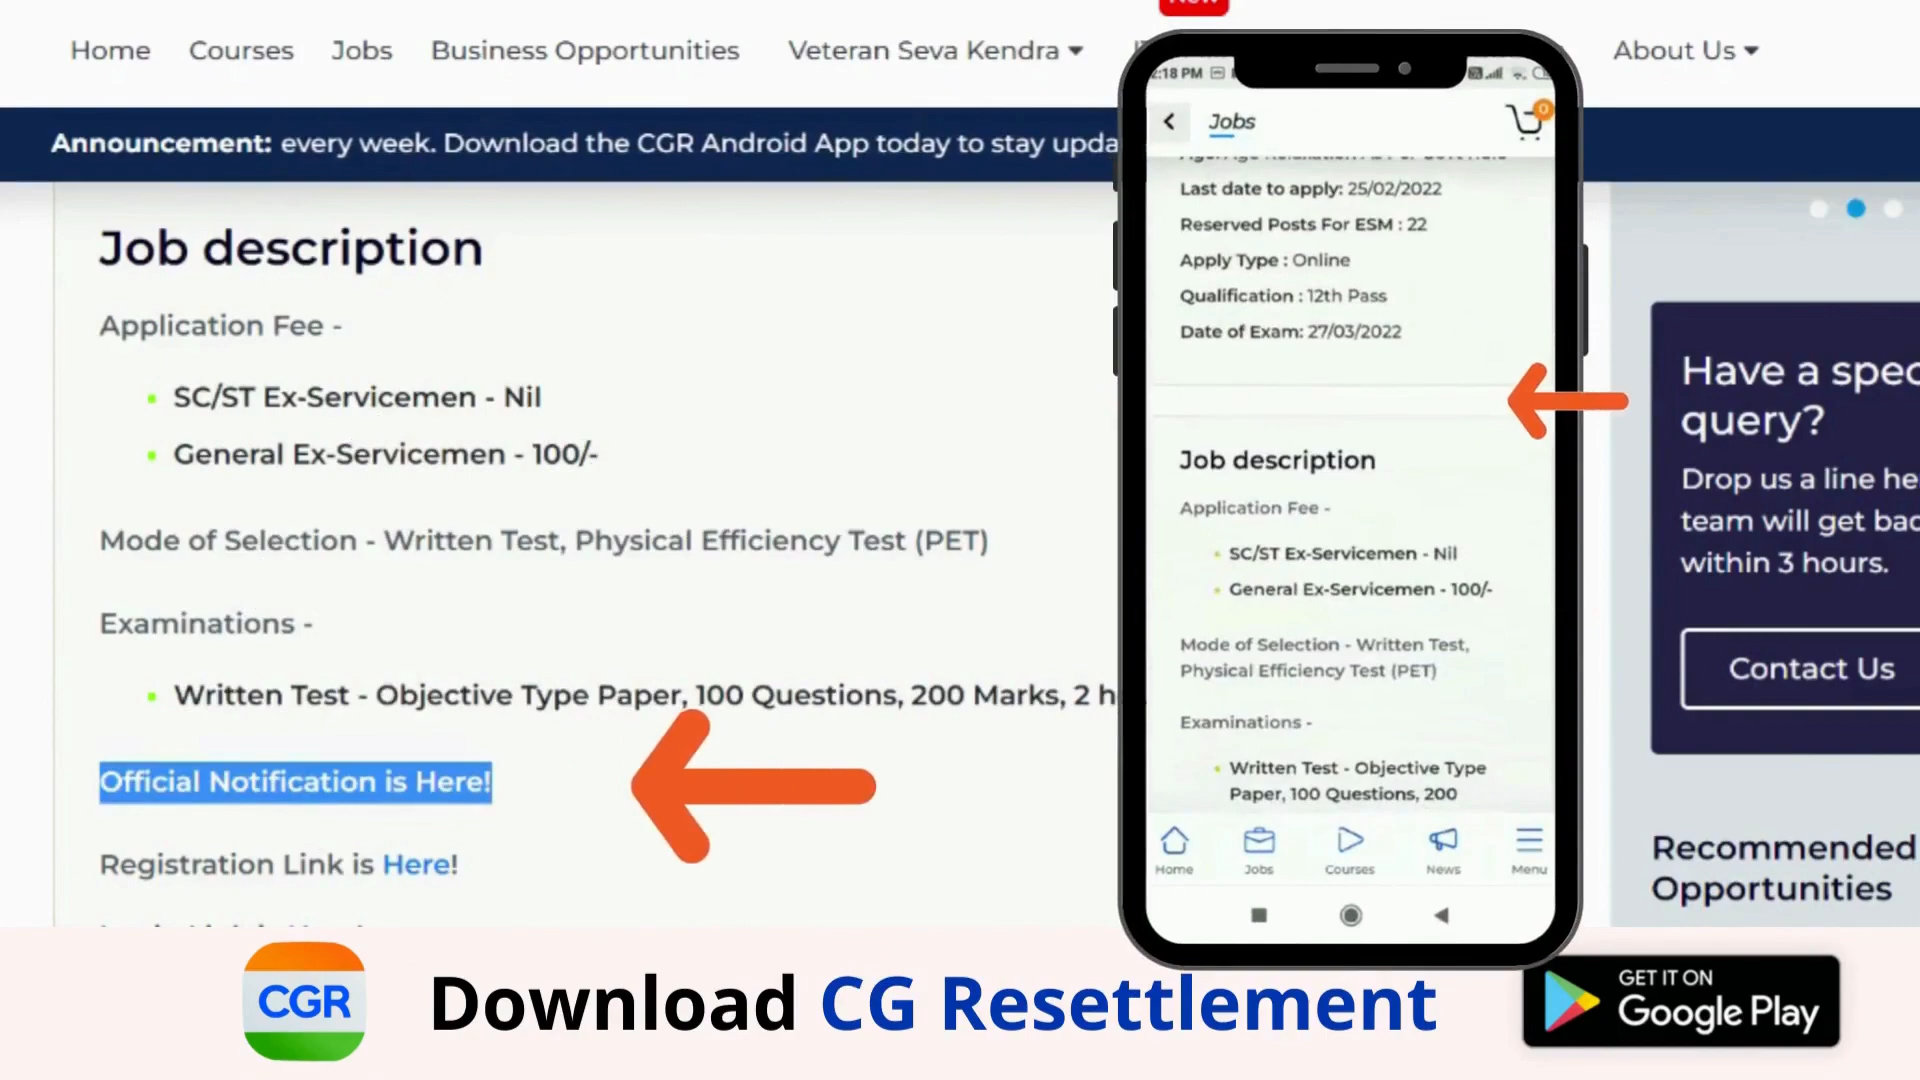 New
Home Courses Jobs Business Opportunities Veteran Seva Kendra About Us
Announcement: every week. Download the CGR Android App today to stay upda
Job description
Application Fee -
SC/ST Ex-Servicemen - Nil
General Ex-Servicemen - 100/-
Mode of Selection - Written Test, Physical Efficiency Test (PET)
Examinations -
Written Test - Objective Type Paper, 100 Questions, 200 Marks, 2 h
Official Notification is Here!
Registration Link is Here!
2:18 PM
Jobs
0
Last date to apply: 25/02/2022
Reserved Posts For ESM : 22
Apply Type : Online
Qualification : 12th Pass
Date of Exam: 27/03/2022
Job description
Application Fee -
SC/ST Ex-Servicemen - Nil
General Ex-Servicemen - 100/-
Mode of Selection - Written Test,
Physical Efficiency Test (PET)
Examinations -
Written Test - Objective Type
Paper, 100 Questions, 200
Home Jobs Courses News Menu
Have a spec
query?
Drop us a line he
team will get bac
within 3 hours.
Contact Us
Recommended
Opportunities
CGR
Download CG Resettlement
GET IT ON
Google Play